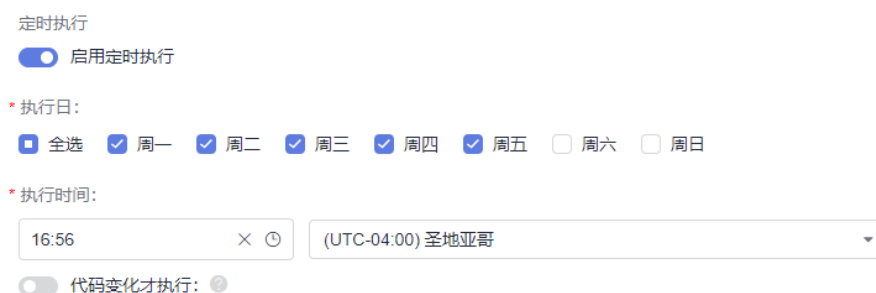 定时执行
启用定时执行
* 执行日：
全选 周一 周二 周三 周四 周五 周六 周日
* 执行时间：
16:56 (UTC-04:00) 圣地亚哥
代码变化才执行： ?